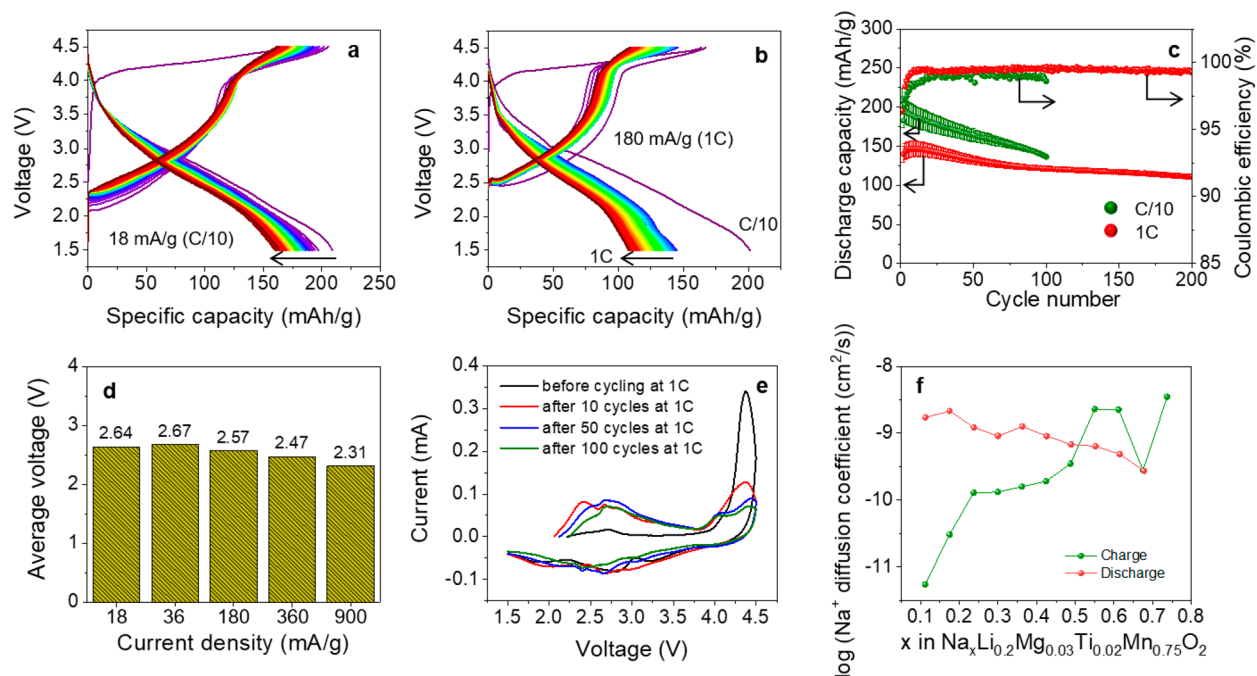 a
4.5
4.0
3.5
3.0
2.5
2.0
1.5
Voltage (V)
18 mA/g (C/10)
0 50 100 150 200 250
Specific capacity (mAh/g)
b
4.5
4.0
3.5
3.0
2.5
2.0
1.5
Voltage (V)
180 mA/g (1C)
C/10
1C
0 50 100 150 200
Specific capacity (mAh/g)
c
300
250
200
150
100
50
0
Discharge capacity (mAh/g)
100
95
90
85
Coulombic efficiency (%)
C/10
1C
0 50 100 150 200
Cycle number
d
4
3
2
1
0
Average voltage (V)
2.64 2.67 2.57 2.47 2.31
18 36 180 360 900
Current density (mA/g)
e
0.4
0.3
0.2
0.1
0.0
-0.1
Current (mA)
before cycling at 1C
after 10 cycles at 1C
after 50 cycles at 1C
after 100 cycles at 1C
1.5 2.0 2.5 3.0 3.5 4.0 4.5
Voltage (V)
f
-8
-9
-10
-11
log (Na⁺ diffusion coefficient (cm²/s))
Charge
Discharge
0.1 0.2 0.3 0.4 0.5 0.6 0.7 0.8
x in NaₓLi₀.₂Mg₀.₀₃Ti₀.₀₂Mn₀.₇₅O₂